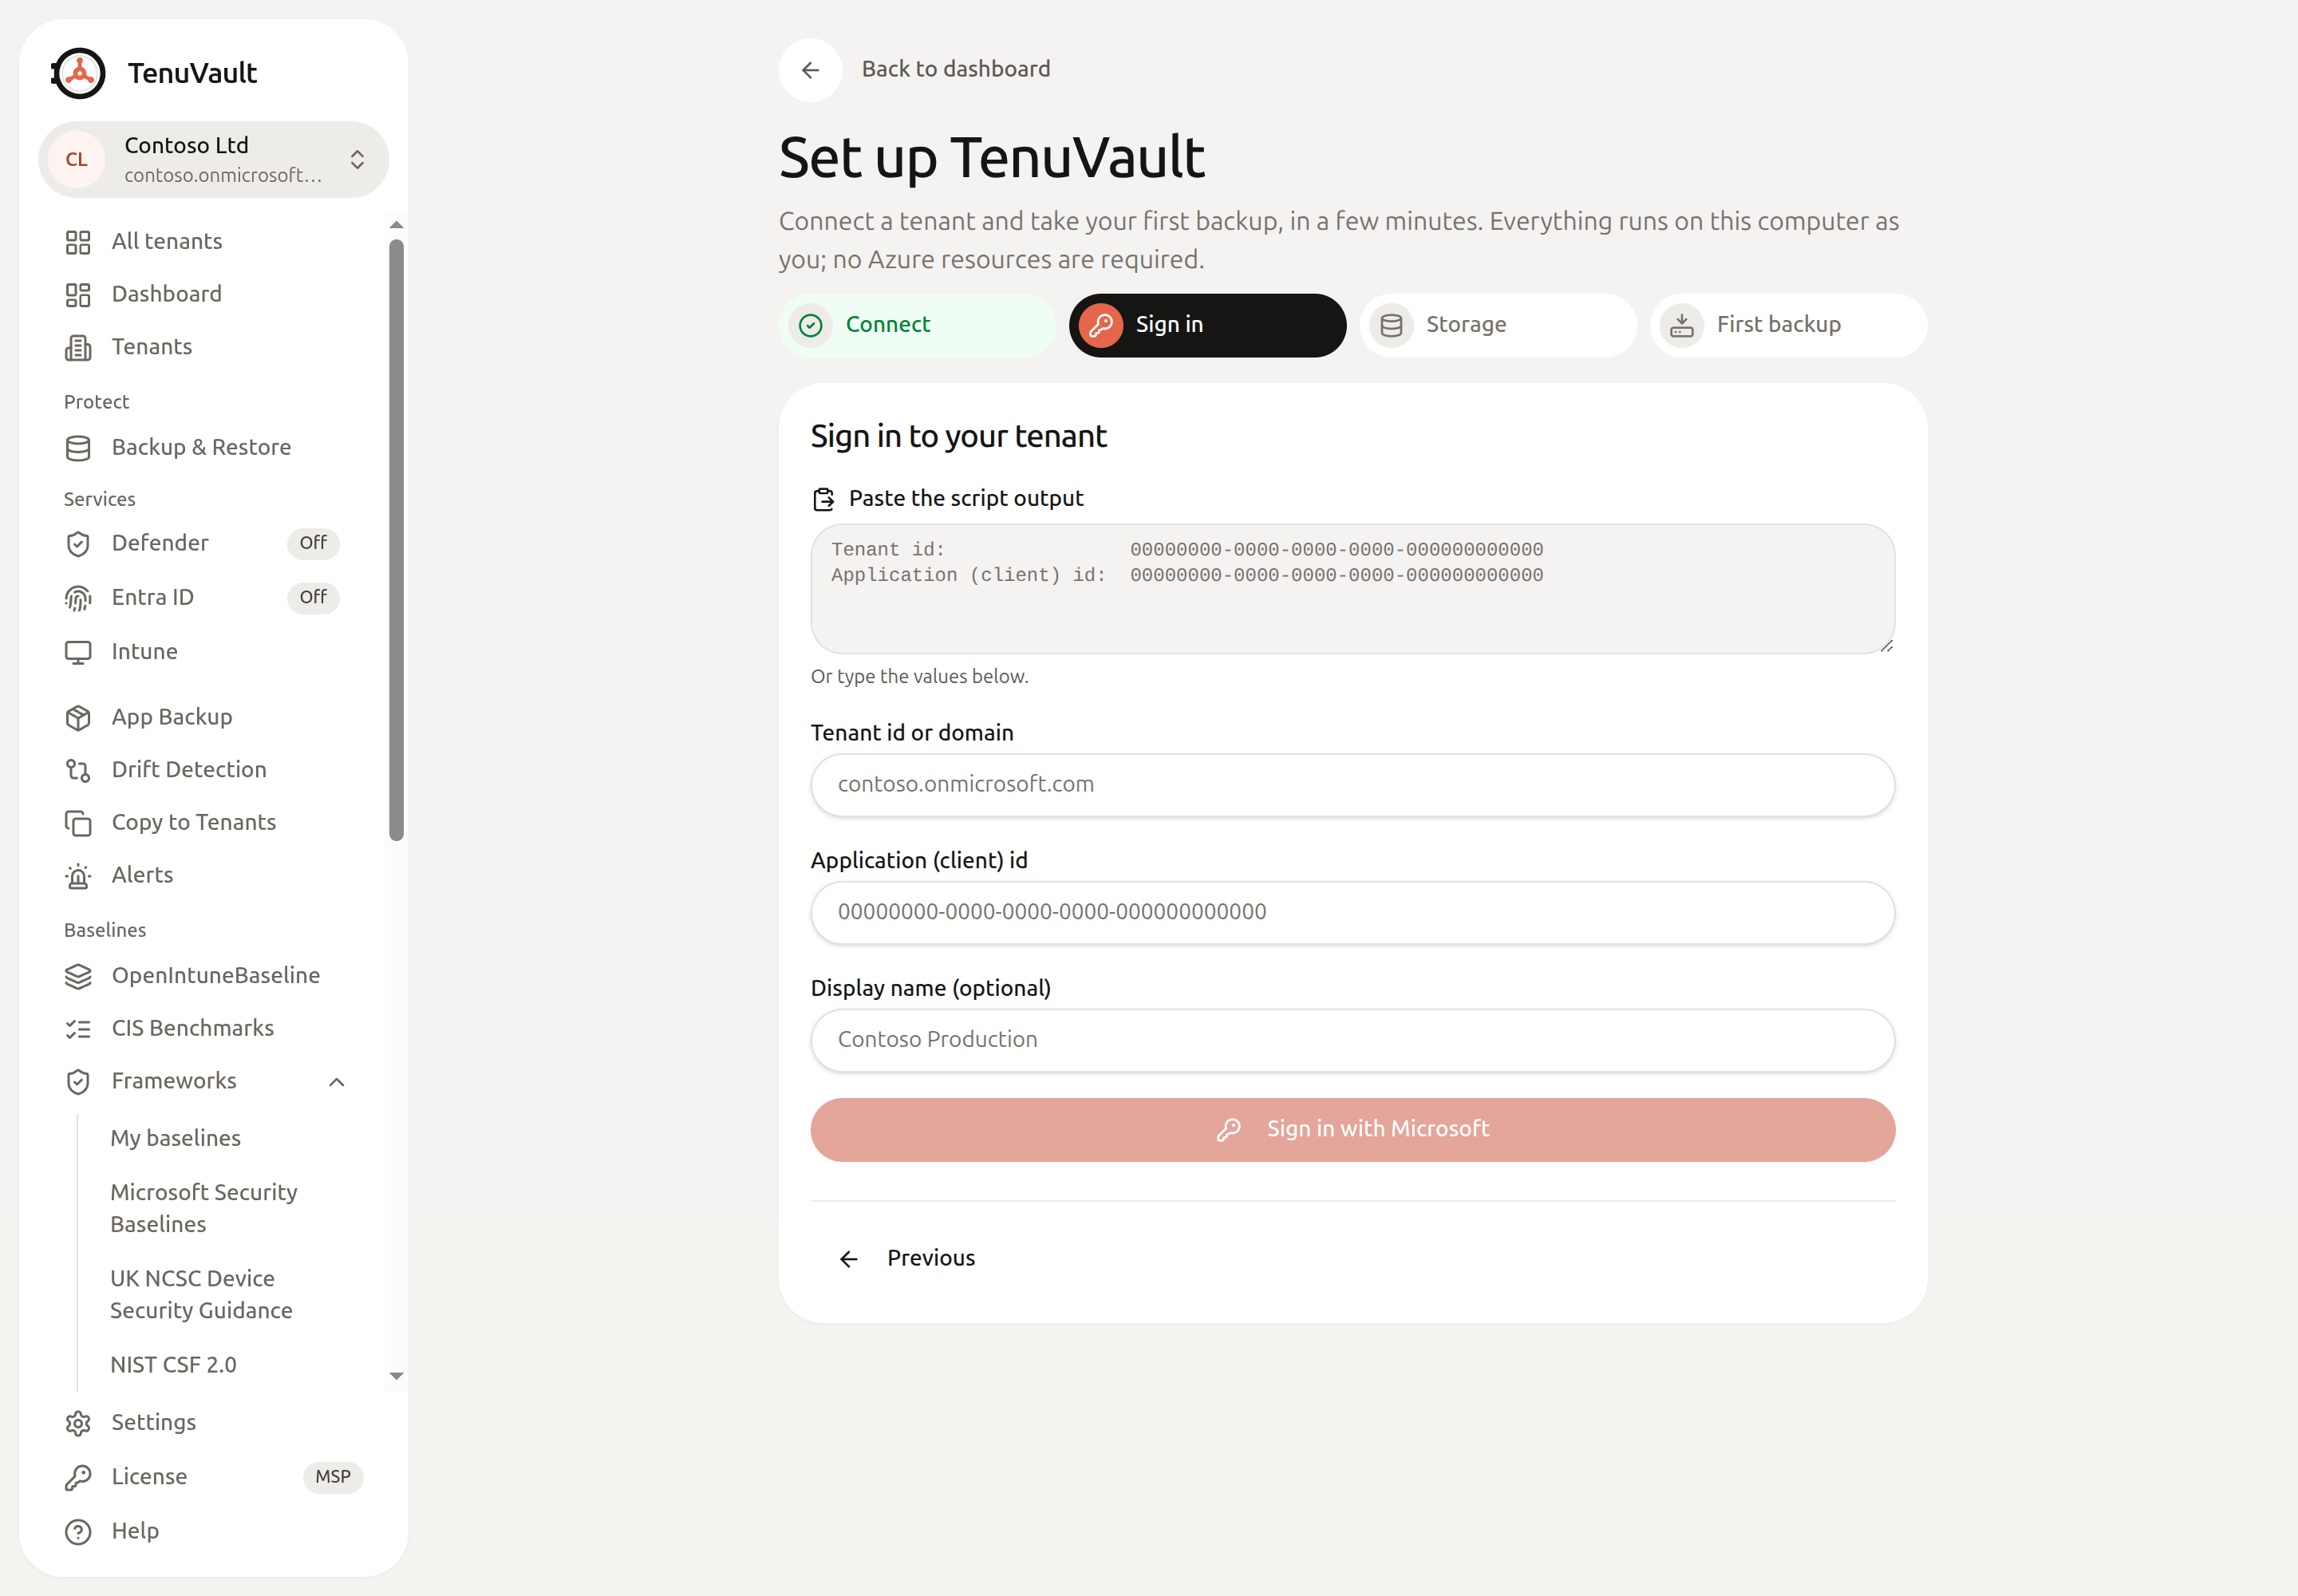 TenuVault
CL
Contoso Ltd
contoso.onmicrosoft...
All tenants
Dashboard
Tenants
Protect
Backup & Restore
Services
Defender
Off
Entra ID
Off
Intune
App Backup
Drift Detection
Copy to Tenants
Alerts
Baselines
OpenIntuneBaseline
CIS Benchmarks
Frameworks
My baselines
Microsoft Security
Baselines
UK NCSC Device
Security Guidance
NIST CSF 2.0
Settings
License
MSP
Help
Back to dashboard
Set up TenuVault
Connect a tenant and take your first backup, in a few minutes. Everything runs on this computer as
you; no Azure resources are required.
Connect
Sign in
Storage
First backup
Sign in to your tenant
Paste the script output
Tenant id: 00000000-0000-0000-0000-000000000000
Application (client) id: 00000000-0000-0000-0000-000000000000
Or type the values below.
Tenant id or domain
contoso.onmicrosoft.com
Application (client) id
00000000-0000-0000-0000-000000000000
Display name (optional)
Contoso Production
Sign in with Microsoft
Previous